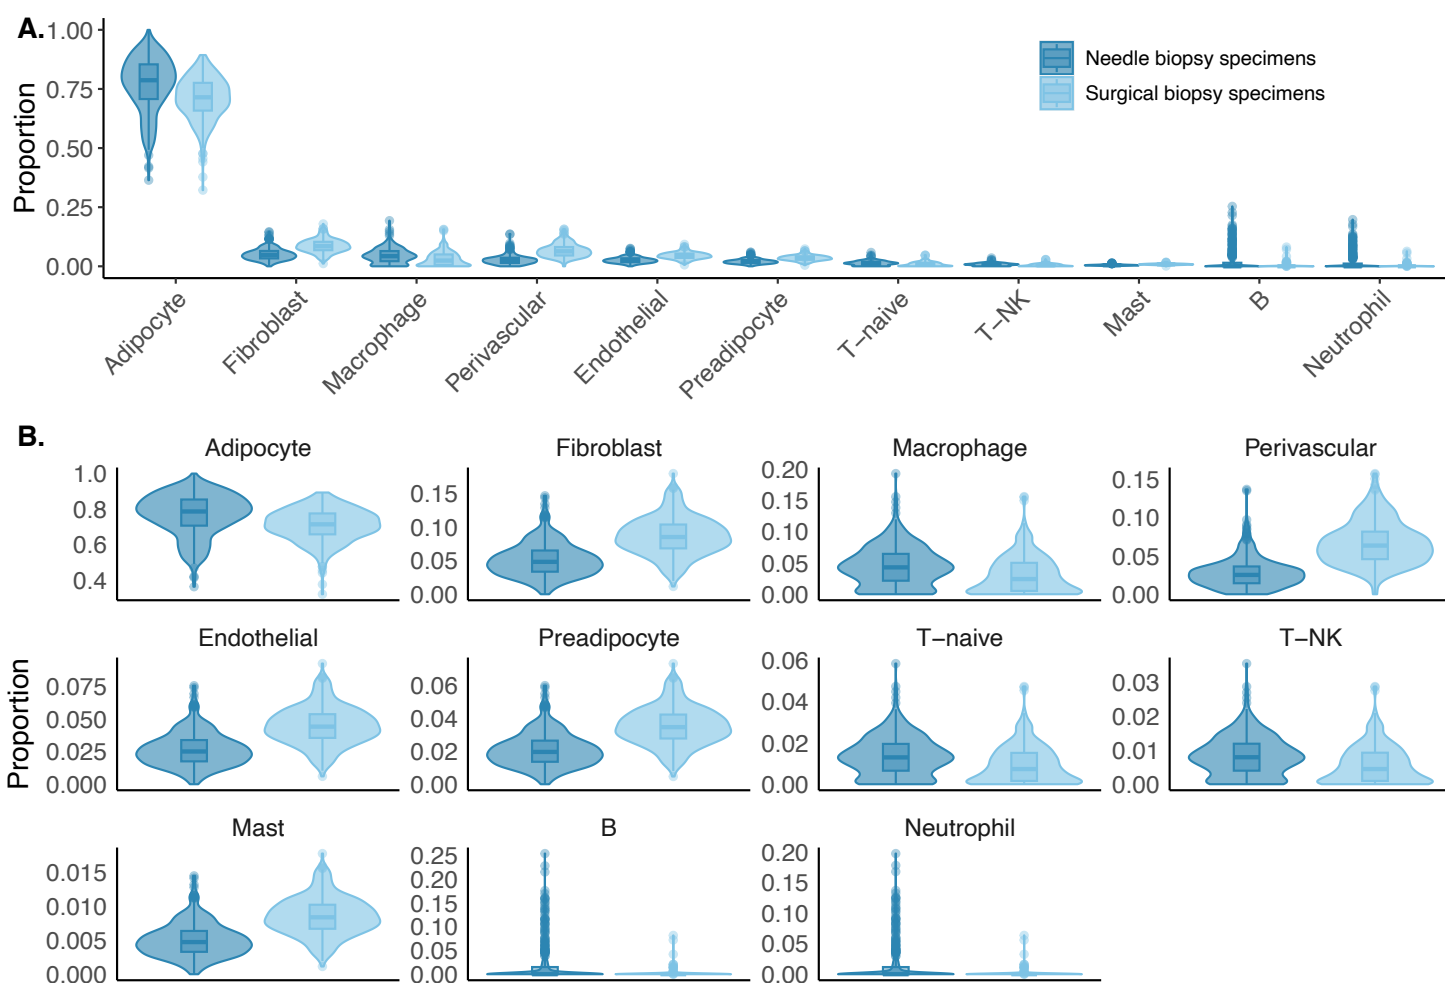 A.
1.00
0.75
0.50
0.25
0.00
Proportion
Needle biopsy specimens
Surgical biopsy specimens
Adipocyte
Fibroblast
Macrophage
Perivascular
Endothelial
Preadipocyte
T−naive
T−NK
Mast
B
Neutrophil
B.
Proportion
Adipocyte
1.0
0.8
0.6
0.4
Fibroblast
0.15
0.10
0.05
0.00
Macrophage
0.20
0.15
0.10
0.05
0.00
Perivascular
0.15
0.10
0.05
0.00
Endothelial
0.075
0.050
0.025
0.000
Preadipocyte
0.06
0.04
0.02
0.00
T−naive
0.06
0.04
0.02
0.00
T−NK
0.03
0.02
0.01
0.00
Mast
0.015
0.010
0.005
0.000
B
0.25
0.20
0.15
0.10
0.05
0.00
Neutrophil
0.20
0.15
0.10
0.05
0.00